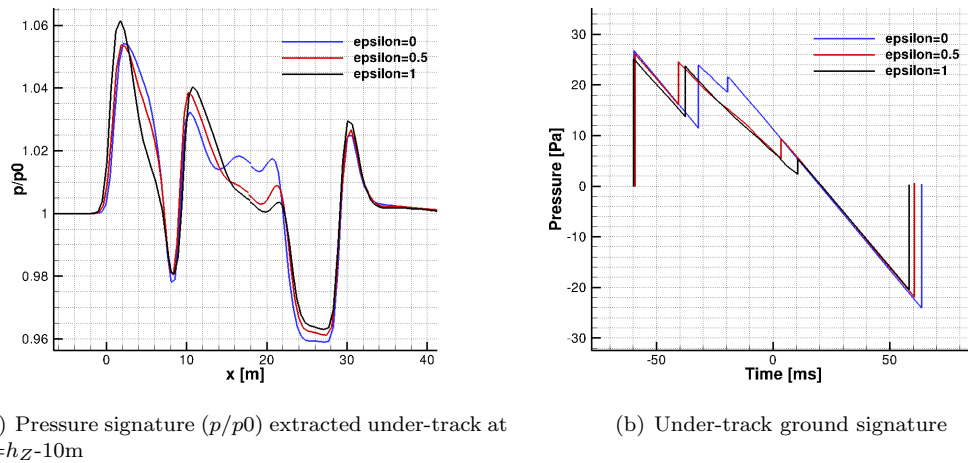 1.06
1.04
1.02
1
0.98
0.96
p/p0
0
10
20
30
40
x [m]
epsilon=0
epsilon=0.5
epsilon=1
30
20
10
0
-10
-20
-30
Pressure [Pa]
-50
0
50
Time [ms]
epsilon=0
epsilon=0.5
epsilon=1
) Pressure signature (p/p0) extracted under-track at
=hZ-10m
(b) Under-track ground signature